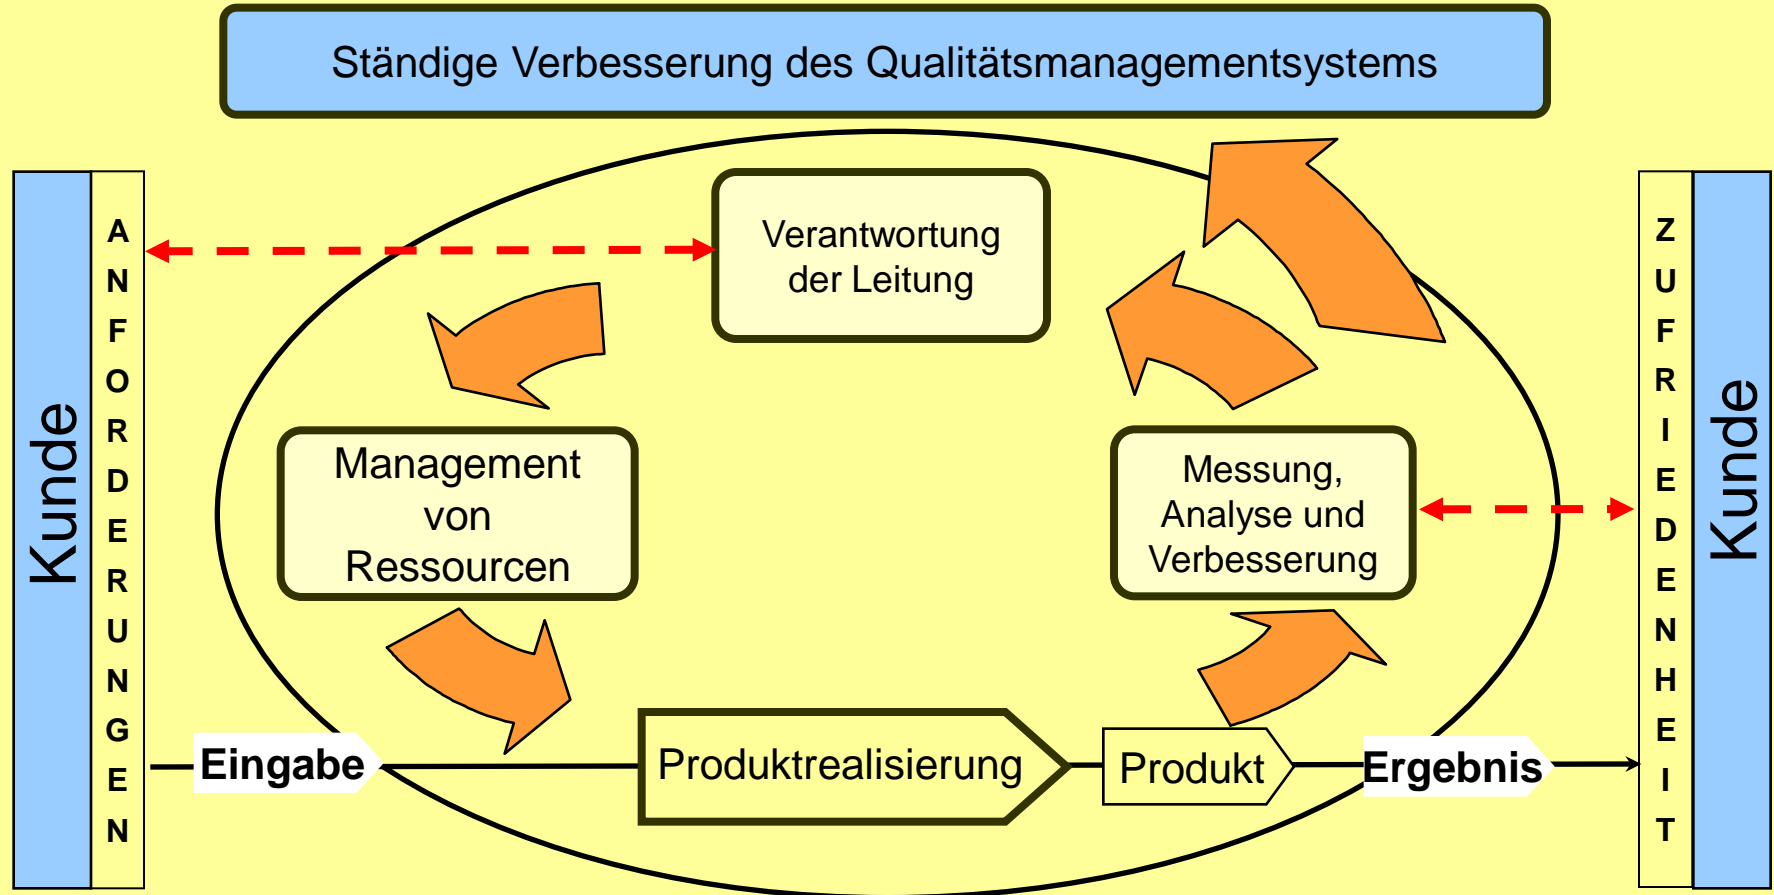 Ständige Verbesserung des Qualitätsmanagementsystems
Kunde
ANFORDERUNGEN
Verantwortung
der Leitung
Management
von
Ressourcen
Messung,
Analyse und
Verbesserung
Eingabe
Produktrealisierung
Produkt
Ergebnis
ZUFRIEDENHEIT
Kunde